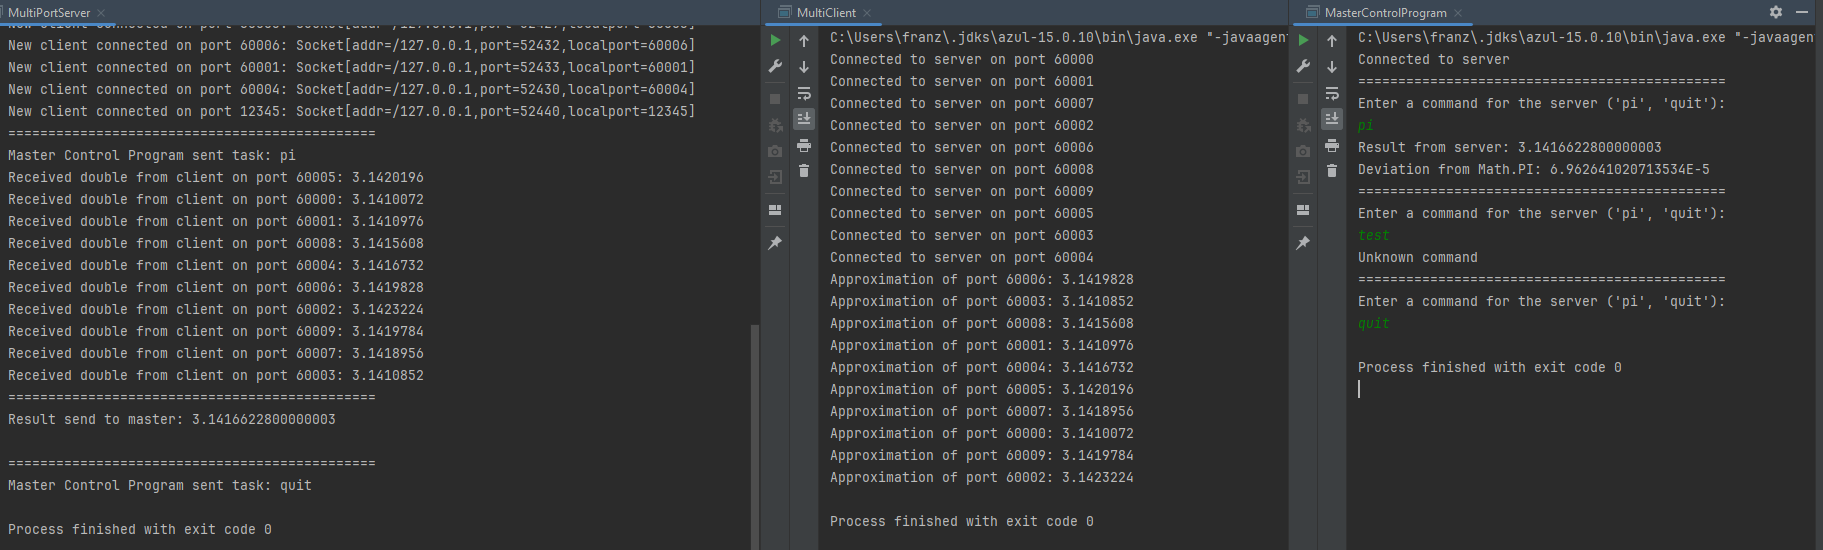 MultiPortServer
New client connected on port 60006: Socket[addr=/127.0.0.1,port=52432,localport=60006]
New client connected on port 60001: Socket[addr=/127.0.0.1,port=52433,localport=60001]
New client connected on port 60004: Socket[addr=/127.0.0.1,port=52430,localport=60004]
New client connected on port 12345: Socket[addr=/127.0.0.1,port=52440,localport=12345]
==============================================
Master Control Program sent task: pi
Received double from client on port 60005: 3.1420196
Received double from client on port 60000: 3.1410072
Received double from client on port 60001: 3.1410976
Received double from client on port 60008: 3.1415608
Received double from client on port 60004: 3.1416732
Received double from client on port 60006: 3.1419828
Received double from client on port 60002: 3.1423224
Received double from client on port 60009: 3.1419784
Received double from client on port 60007: 3.1418956
Received double from client on port 60003: 3.1410852
==============================================
Result send to master: 3.1416622800000003
==============================================
Master Control Program sent task: quit
Process finished with exit code 0
MultiClient
C:\Users\franz\.jdks\azul-15.0.10\bin\java.exe "-javaagen
Connected to server on port 60000
Connected to server on port 60001
Connected to server on port 60007
Connected to server on port 60002
Connected to server on port 60006
Connected to server on port 60008
Connected to server on port 60009
Connected to server on port 60005
Connected to server on port 60003
Connected to server on port 60004
Approximation of port 60006: 3.1419828
Approximation of port 60003: 3.1410852
Approximation of port 60008: 3.1415608
Approximation of port 60001: 3.1410976
Approximation of port 60004: 3.1416732
Approximation of port 60005: 3.1420196
Approximation of port 60007: 3.1418956
Approximation of port 60000: 3.1410072
Approximation of port 60009: 3.1419784
Approximation of port 60002: 3.1423224
Process finished with exit code 0
MasterControlProgram
C:\Users\franz\.jdks\azul-15.0.10\bin\java.exe "-javaagen
Connected to server
==============================================
Enter a command for the server ('pi', 'quit'):
pi
Result from server: 3.1416622800000003
Deviation from Math.PI: 6.962641020713534E-5
==============================================
Enter a command for the server ('pi', 'quit'):
test
Unknown command
==============================================
Enter a command for the server ('pi', 'quit'):
quit
Process finished with exit code 0